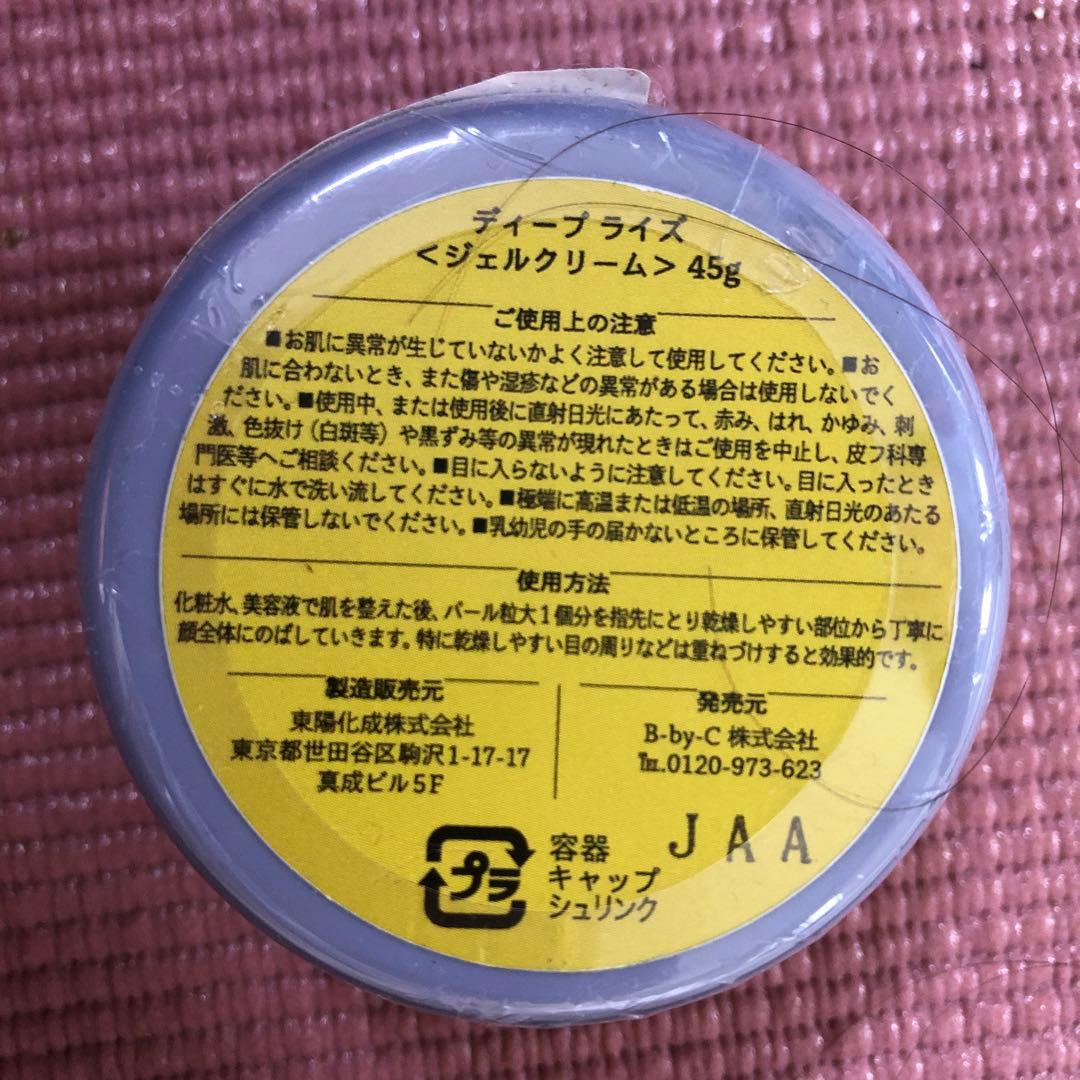 ディープ ライズ
<ジェルクリーム> 45g
ご使用上の注意
■お肌に異常が生じていないかよく注意して使用してください。■お
肌に合わないとき、また傷や湿疹などの異常がある場合は使用しないでく
ださい。■使用中、または使用後に直射日光にあたって、赤み、はれ、かゆみ、刺
激、色抜け(白斑等)や黒ずみ等の異常が現れたときはご使用を中止し、皮フ科専
門医等へご相談ください。■目に入らないように注意してください。目に入ったとき
はすぐに水で洗い流してください。■極端に高温または低温の場所、直射日光のあたる
場所には保管しないでください。■乳幼児の手の届かないところに保管してください。
使用方法
化粧水、美容液で肌を整えた後、パール粒大1個分を指先にとり乾燥しやすい部位から丁寧に
顔全体にのばしていきます。特に乾燥しやすい目の周りなどは重ねづけすると効果的です。
製造販売元
東陽化成株式会社
東京都世田谷区駒沢1-17-17
真成ビル5F
発売元
B-by-C 株式会社
℡.0120-973-623
プラ
容器
キャップ
シュリンク
JAA